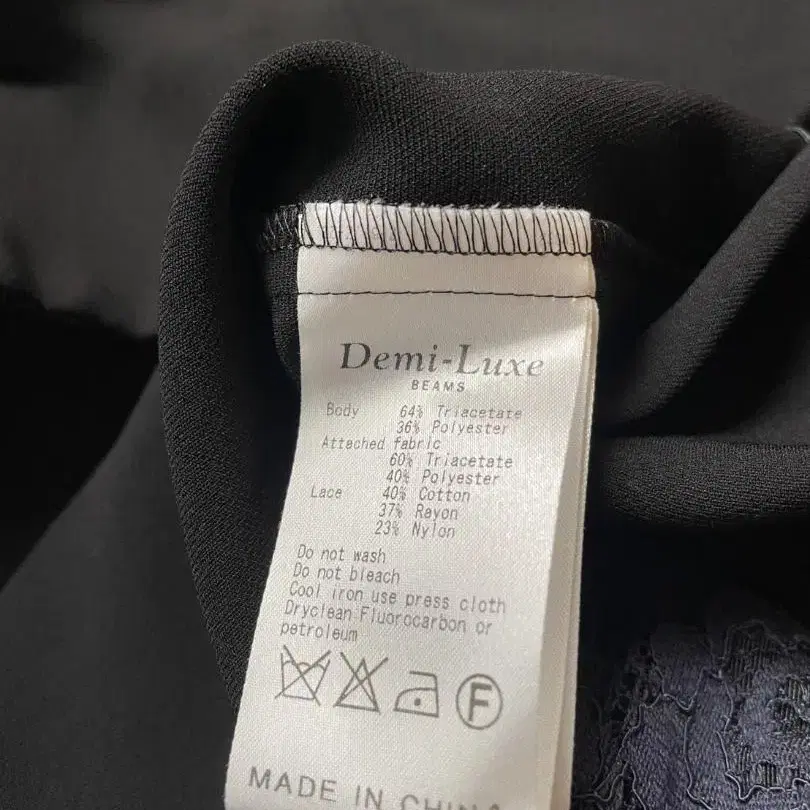 Demi-Luxe
BEAMS
Body 64% Triacetate
36% Polyester
Attached fabric
60% Triacetate
40% Polyester
Lace 40% Cotton
37% Rayon
23% Nylon
Do not wash
Do not bleach
Cool iron use press cloth
Dryclean Fluorocarbon or
petroleum
F
MADE IN CHINA